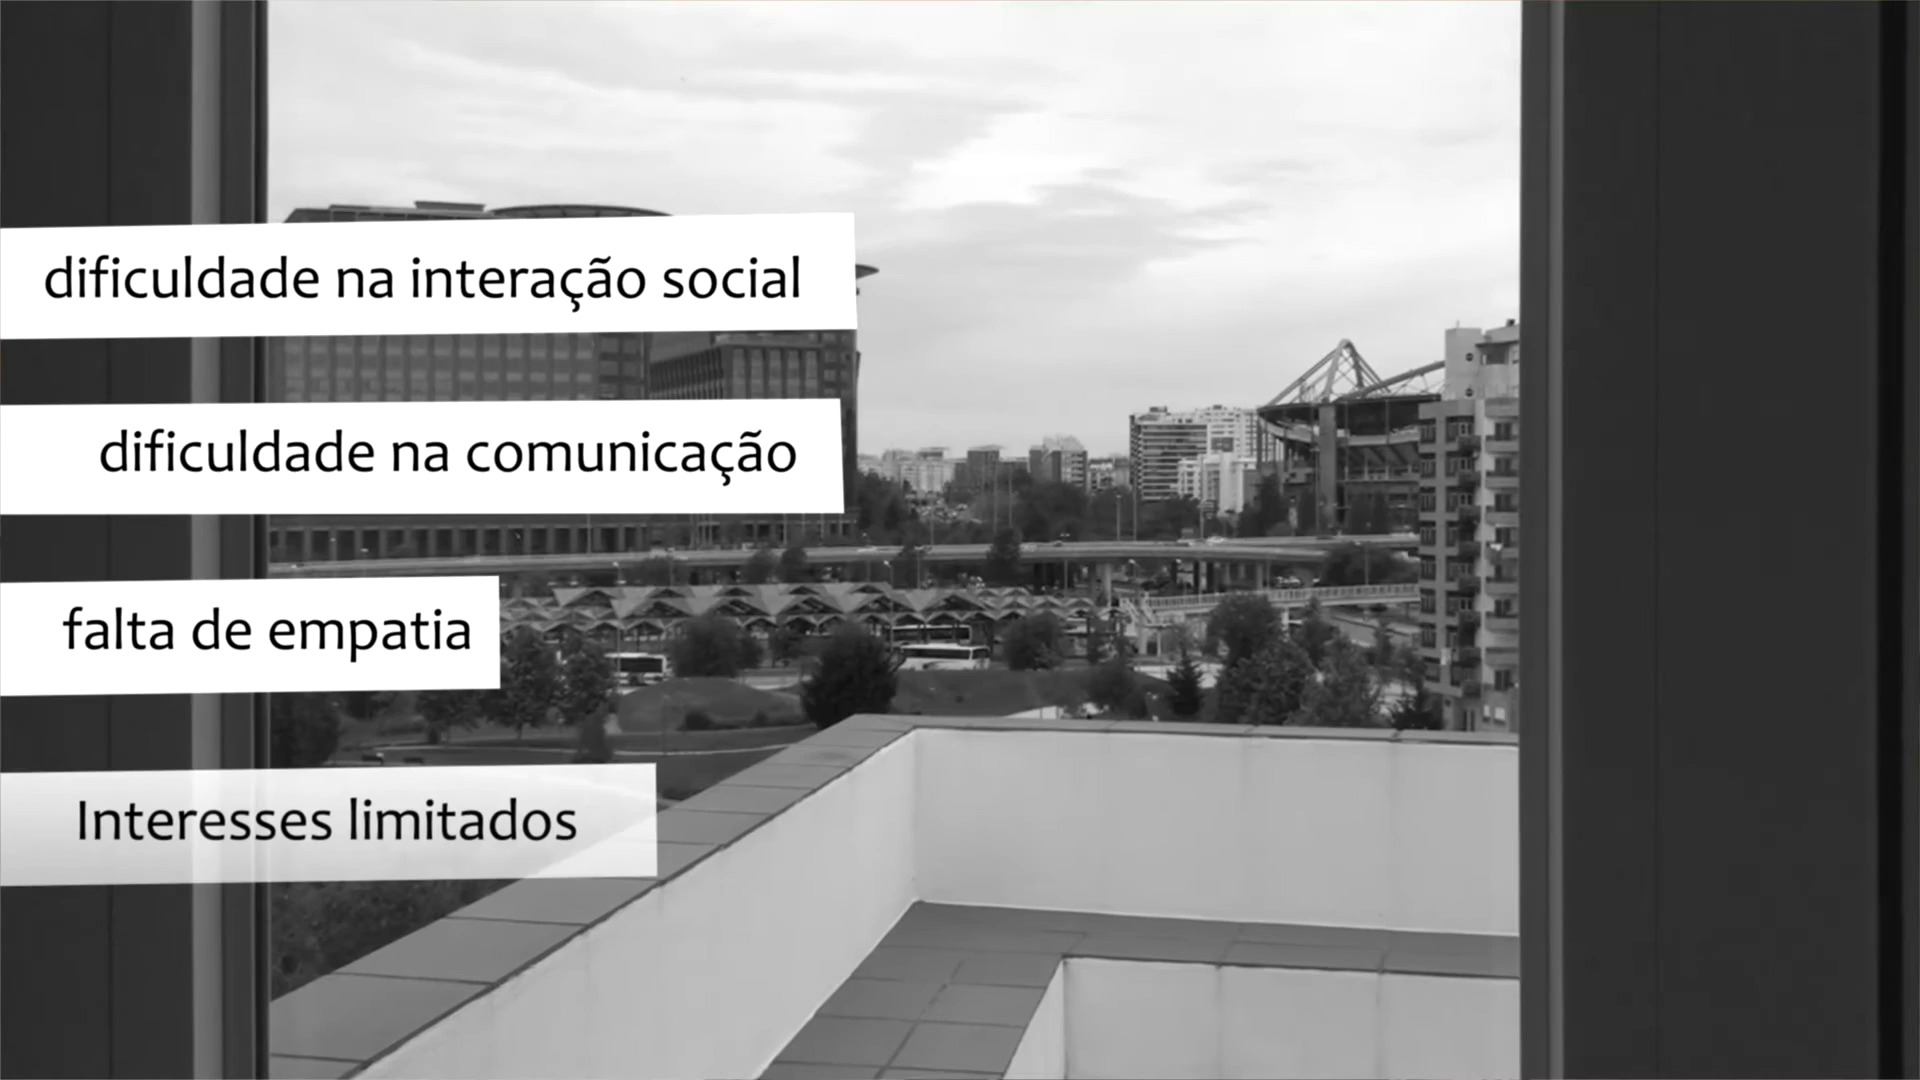 dificuldade na interação social
dificuldade na comunicação
falta de empatia
Interesses limitados